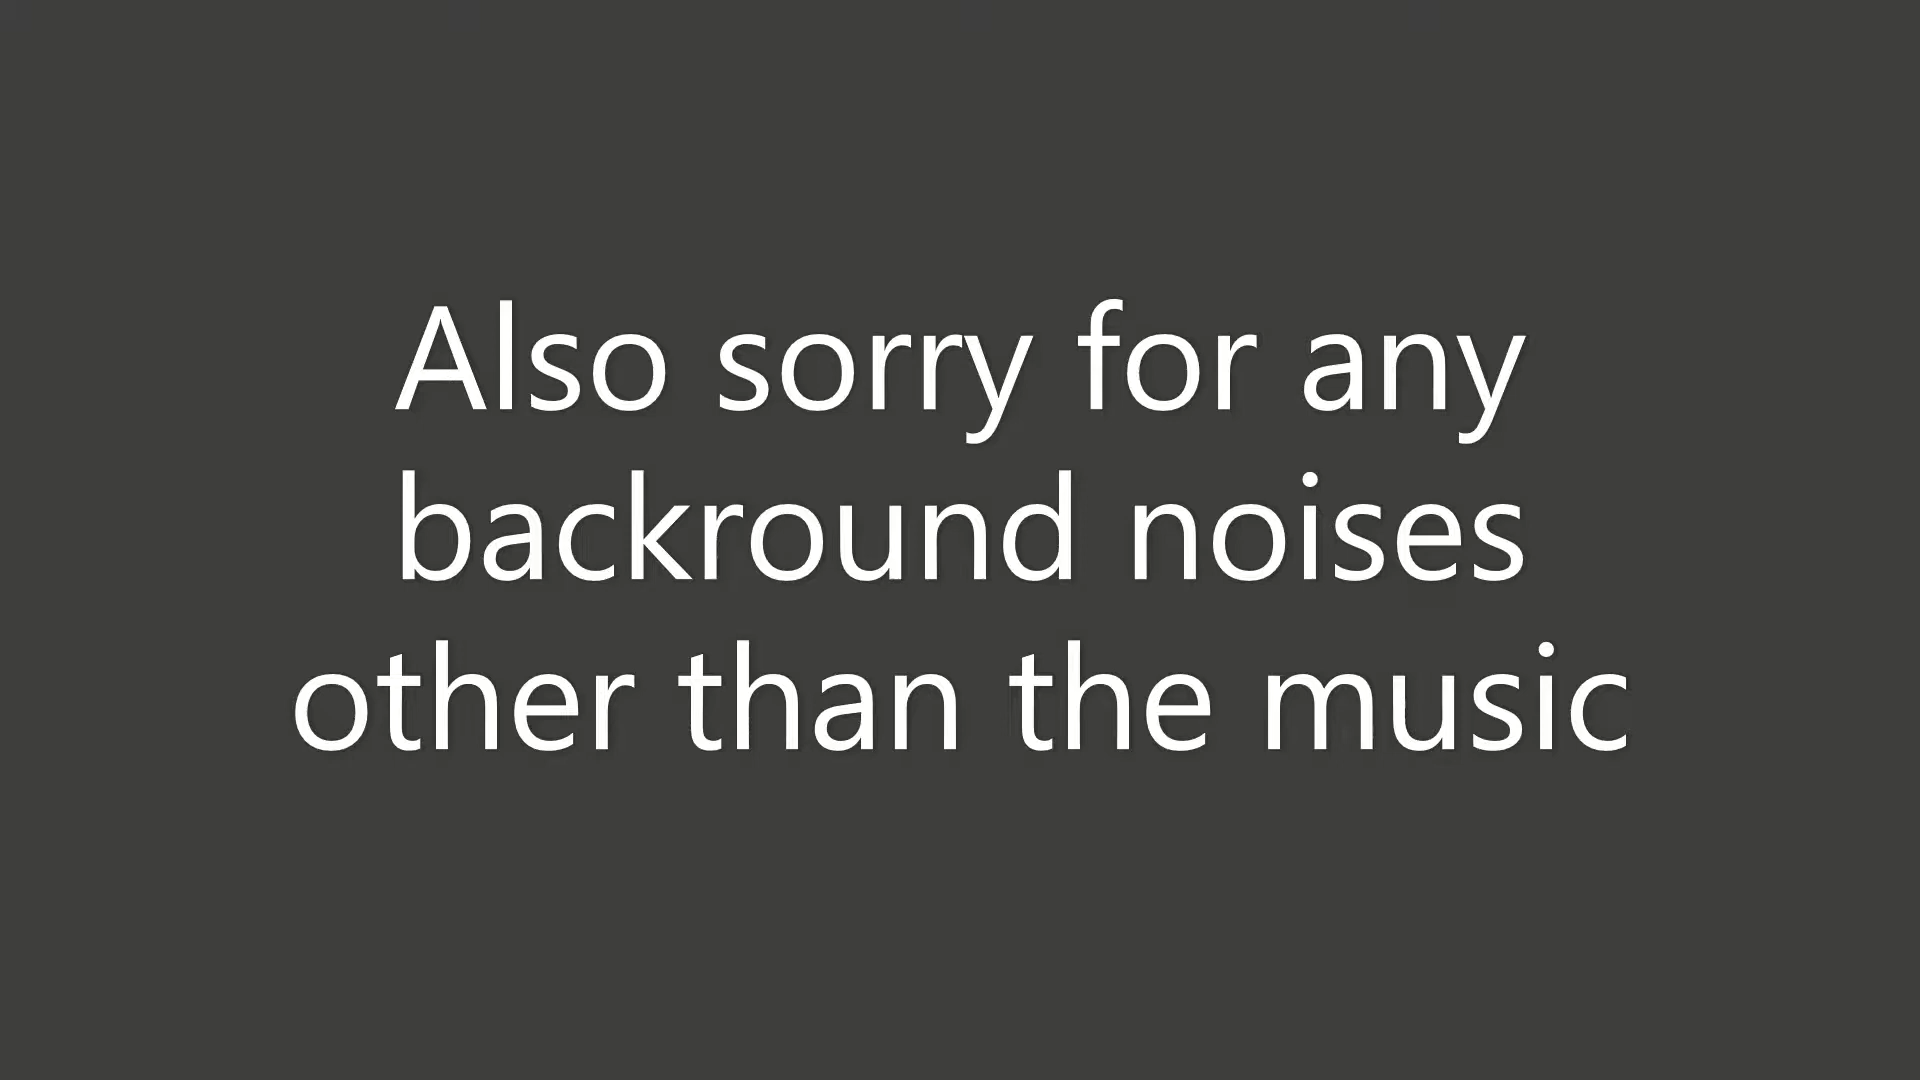 Also sorry for any
backround noises
other than the music